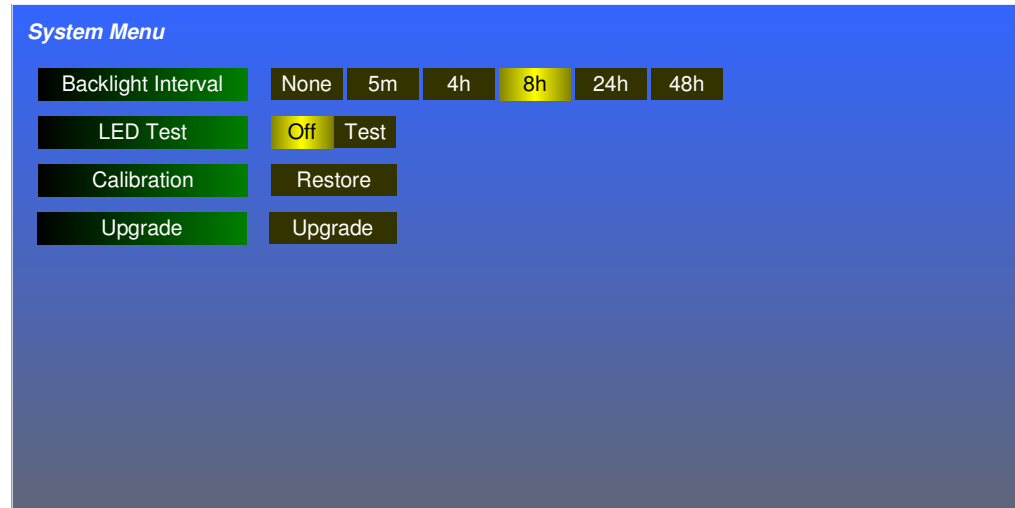 System Menu
Backlight Interval None 5m 4h 8h 24h 48h
LED Test Off Test
Calibration Restore
Upgrade Upgrade